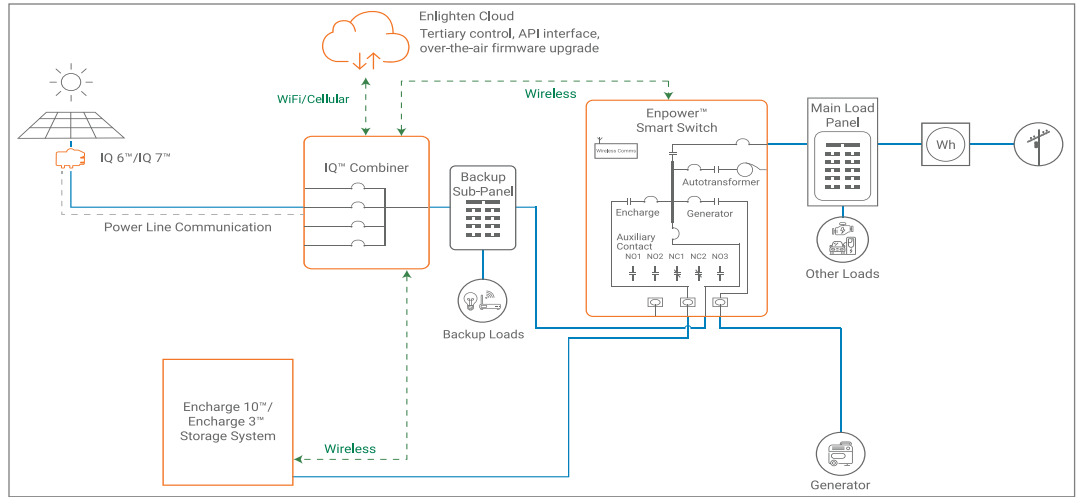 Enlighten Cloud
Tertiary control, API interface,
over-the-air firmware upgrade
WiFi/Cellular
Wireless
IQ 6™/IQ 7™
Power Line Communication
IQ™ Combiner
Backup
Sub-Panel
Backup Loads
Enpower™
Smart Switch
Wireless Comms
Autotransformer
Encharge
Generator
Auxiliary
Contact
NO1 NO2 NC1 NC2 NO3
Main Load
Panel
Wh
Other Loads
Encharge 10™/
Encharge 3™
Storage System
Wireless
Generator